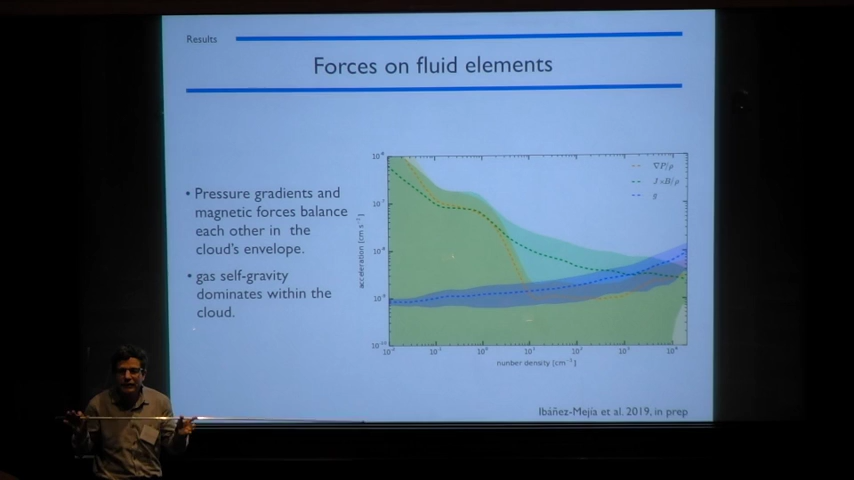 Results
Forces on fluid elements
• Pressure gradients and
magnetic forces balance
each other in the
cloud's envelope.
• gas self-gravity
dominates within the
cloud.
∇P/ρ
J×B/ρ
g
acceleration [cm s⁻²]
number density [cm⁻³]
Ibáñez-Mejía et al. 2019, in prep